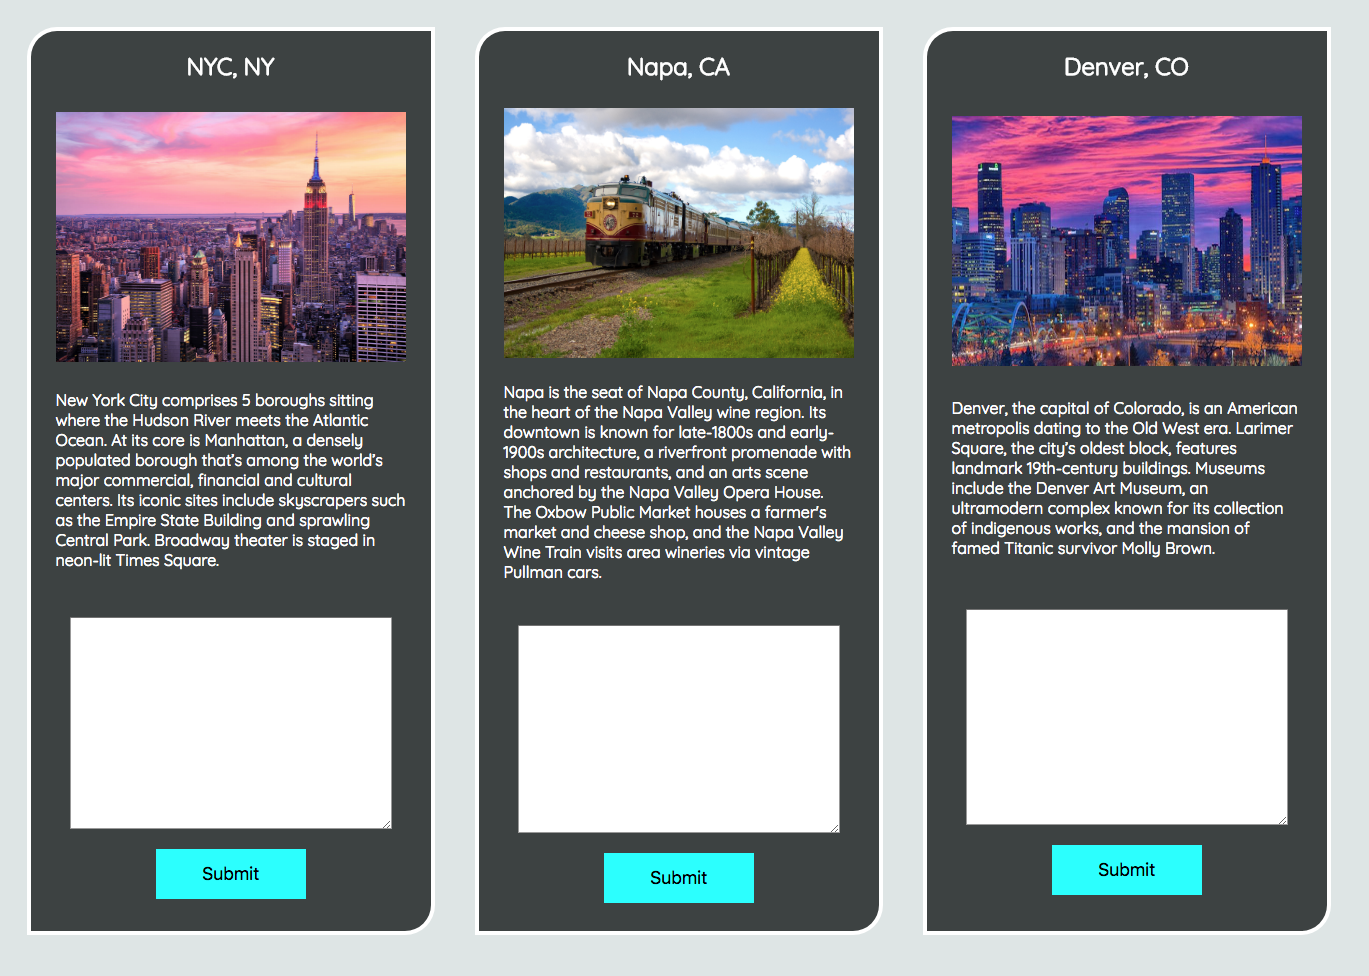 NYC, NY
New York City comprises 5 boroughs sitting
where the Hudson River meets the Atlantic
Ocean. At its core is Manhattan, a densely
populated borough that's among the world's
major commercial, financial and cultural
centers. Its iconic sites include skyscrapers such
as the Empire State Building and sprawling
Central Park. Broadway theater is staged in
neon-lit Times Square.
Submit
Napa, CA
Napa is the seat of Napa County, California, in
the heart of the Napa Valley wine region. Its
downtown is known for late-1800s and early-
1900s architecture, a riverfront promenade with
shops and restaurants, and an arts scene
anchored by the Napa Valley Opera House.
The Oxbow Public Market houses a farmer's
market and cheese shop, and the Napa Valley
Wine Train visits area wineries via vintage
Pullman cars.
Submit
Denver, CO
Denver, the capital of Colorado, is an American
metropolis dating to the Old West era. Larimer
Square, the city's oldest block, features
landmark 19th-century buildings. Museums
include the Denver Art Museum, an
ultramodern complex known for its collection
of indigenous works, and the mansion of
famed Titanic survivor Molly Brown.
Submit